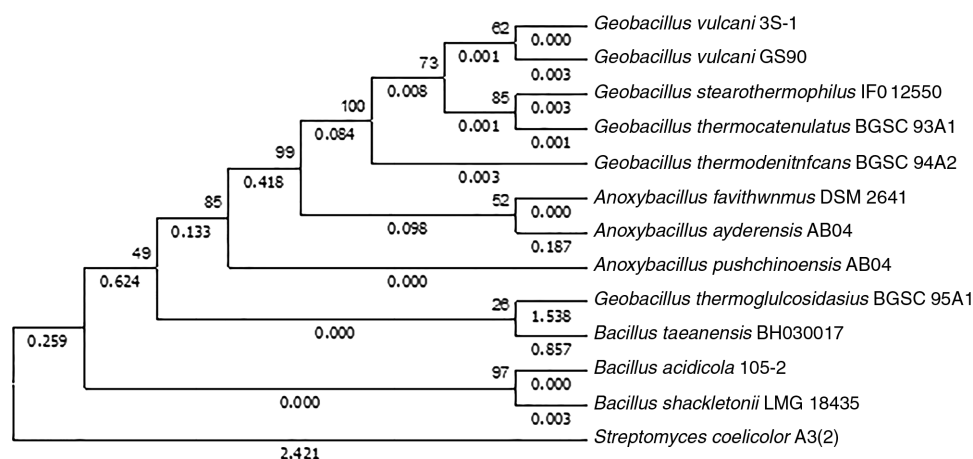 62 Geobacillus vulcani 3S-1
0.000
73 0.001 Geobacillus vulcani GS90
0.003
0.008 85 Geobacillus stearothermophilus IF0 12550
100 0.003
0.001 Geobacillus thermocatenulatus BGSC 93A1
0.084 0.001
99 Geobacillus thermodenitnfcans BGSC 94A2
0.003
0.418
85 52 Anoxybacillus favithwnmus DSM 2641
0.000
0.133 0.098 Anoxybacillus ayderensis AB04
0.187
49 Anoxybacillus pushchinoensis AB04
0.000
0.624
26 Geobacillus thermoglulcosidasius BGSC 95A1
1.538
0.000 Bacillus taeanensis BH030017
0.259 0.857
97 Bacillus acidicola 105-2
0.000
0.000 Bacillus shackletonii LMG 18435
0.003
Streptomyces coelicolor A3(2)
2.421